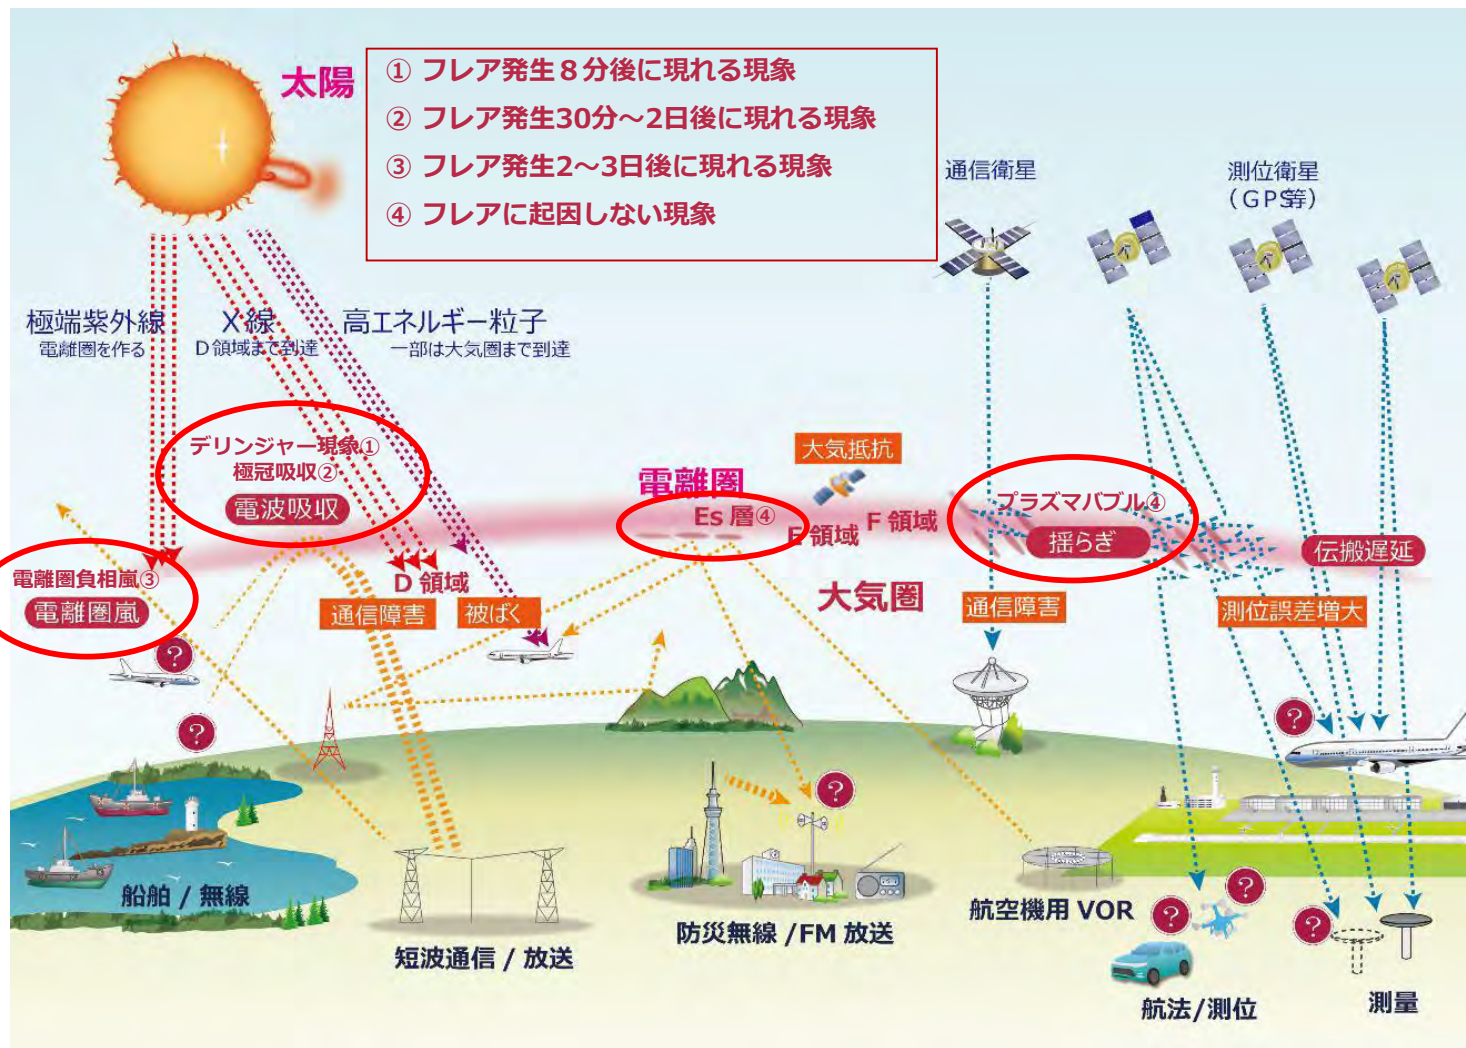 太陽
① フレア発生８分後に現れる現象
② フレア発生30分～2日後に現れる現象
③ フレア発生2～3日後に現れる現象
④ フレアに起因しない現象
通信衛星
測位衛星
（GPS等）
極端紫外線
電離圏を作る
X線
D領域まで到達
高エネルギー粒子
一部は大気圏まで到達
デリンジャー現象①
極冠吸収②
電波吸収
電離圏
大気抵抗
Es 層④
E 領域
F 領域
プラズマバブル④
揺らぎ
伝搬遅延
電離圏負相嵐③
電離圏嵐
D 領域
通信障害
被ばく
大気圏
通信障害
測位誤差増大
?
?
?
?
?
?
?
船舶 / 無線
短波通信 / 放送
防災無線 /FM 放送
航空機用 VOR
航法/測位
測量